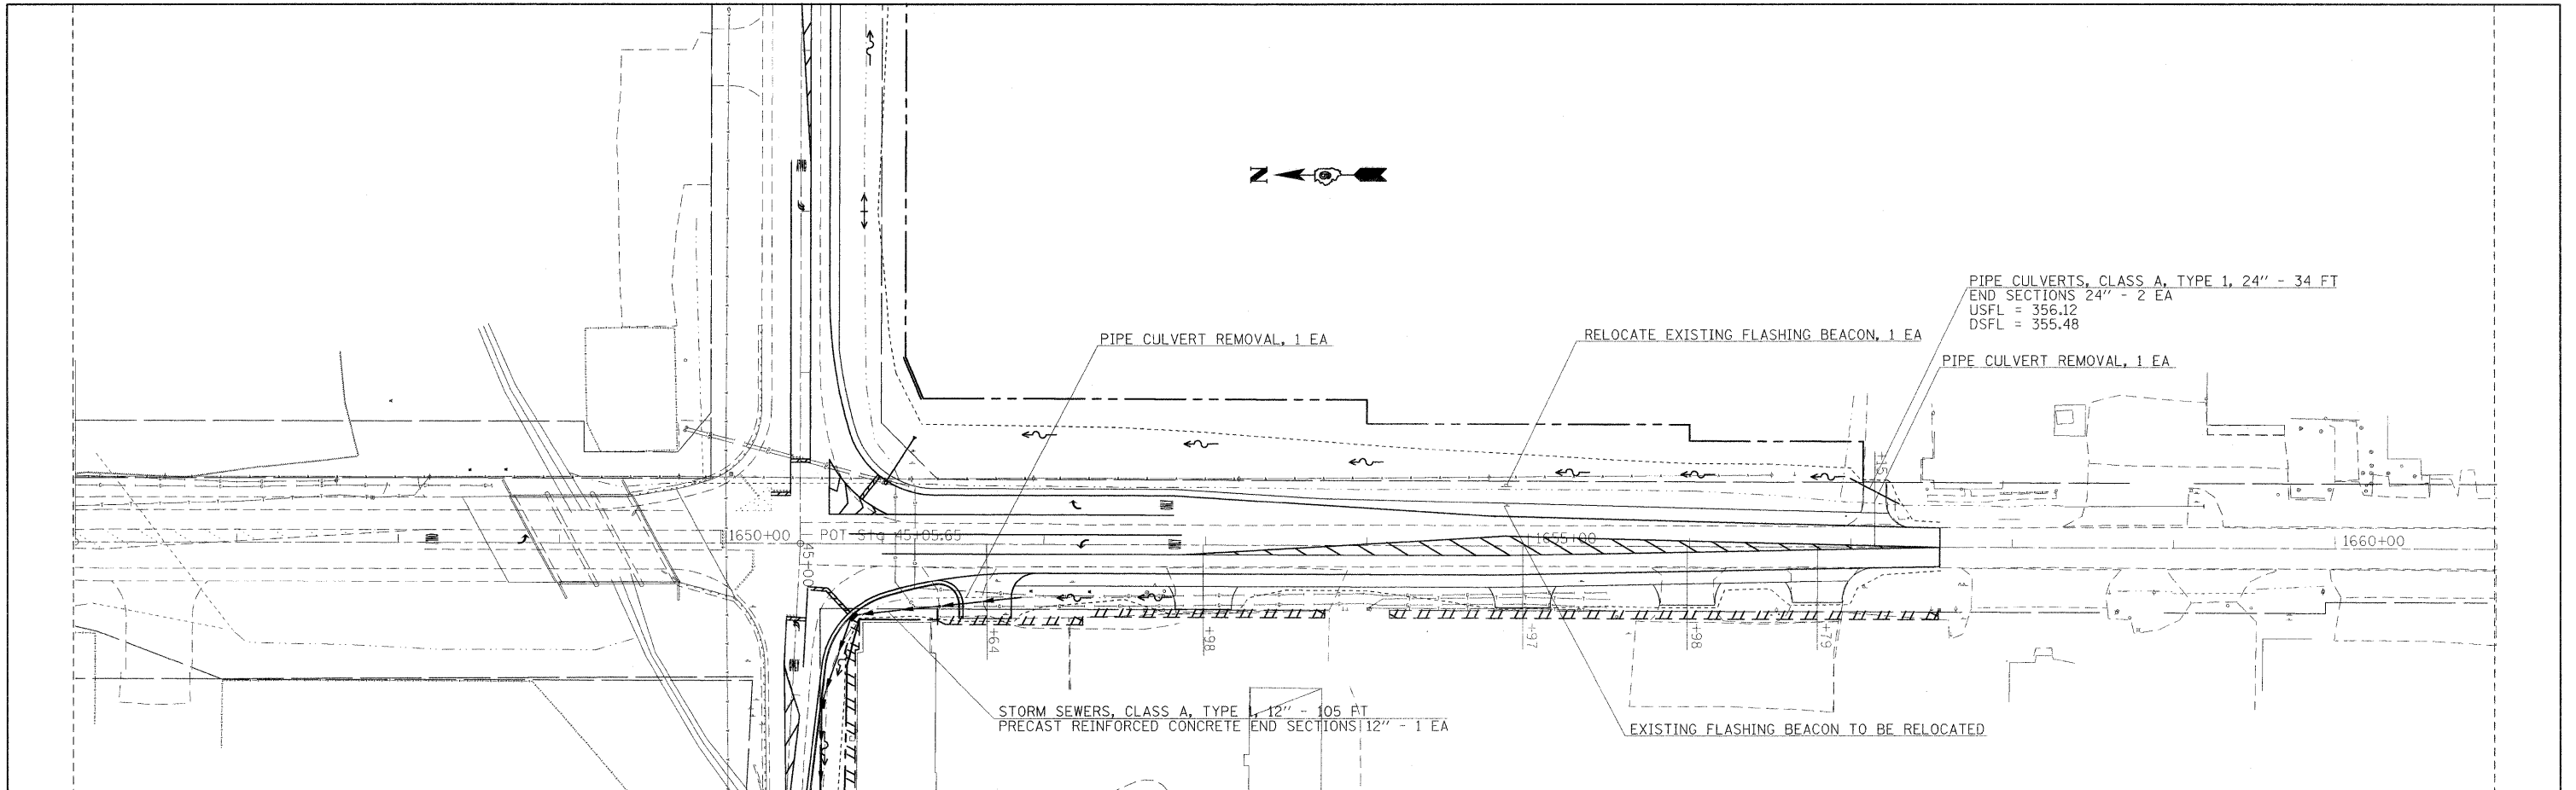 N
PIPE CULVERTS, CLASS A, TYPE 1, 24" - 34 FT
END SECTIONS 24" - 2 EA
USFL = 356.12
DSFL = 355.48
PIPE CULVERT REMOVAL, 1 EA
RELOCATE EXISTING FLASHING BEACON, 1 EA
PIPE CULVERT REMOVAL, 1 EA
+15
1650+00
POT Sta 45+05.65
1655+00
1660+00
45+00
+64
+98
+97
+98
+79
STORM SEWERS, CLASS A, TYPE 1, 12" - 105 FT
PRECAST REINFORCED CONCRETE END SECTIONS 12" - 1 EA
EXISTING FLASHING BEACON TO BE RELOCATED